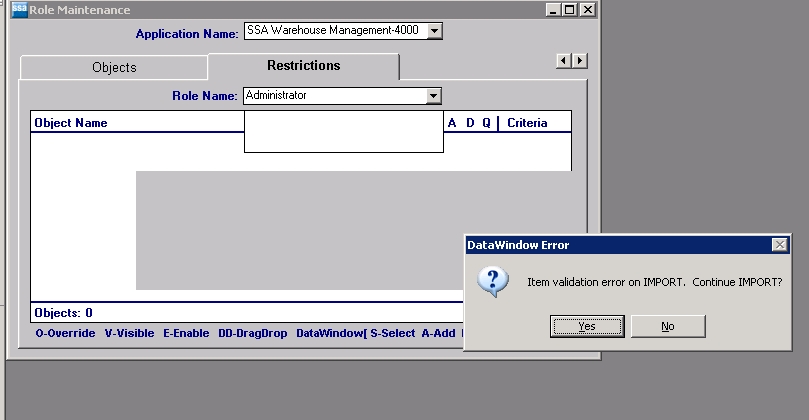 ssa Role Maintenance
Application Name: SSA Warehouse Management-4000
Objects Restrictions
Role Name: Administrator
Object Name A D Q Criteria
DataWindow Error
Item validation error on IMPORT. Continue IMPORT?
Yes No
Objects: 0
O-Override V-Visible E-Enable DD-DragDrop DataWindow[ S-Select A-Add